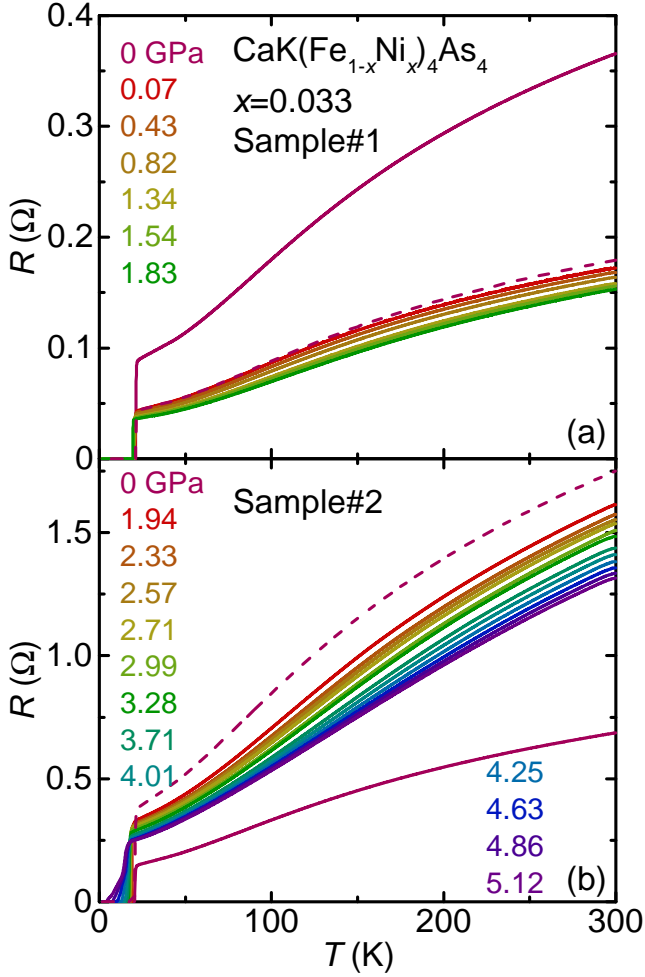 0.4
0.3
0.2
0.1
0
R (Ω)
0 GPa
0.07
0.43
0.82
1.34
1.54
1.83
CaK(Fe1-xNix)4As4
x=0.033
Sample#1
(a)
1.5
1.0
0.5
0
R (Ω)
0 GPa
1.94
2.33
2.57
2.71
2.99
3.28
3.71
4.01
Sample#2
4.25
4.63
4.86
5.12
(b)
0 100 200 300
T (K)